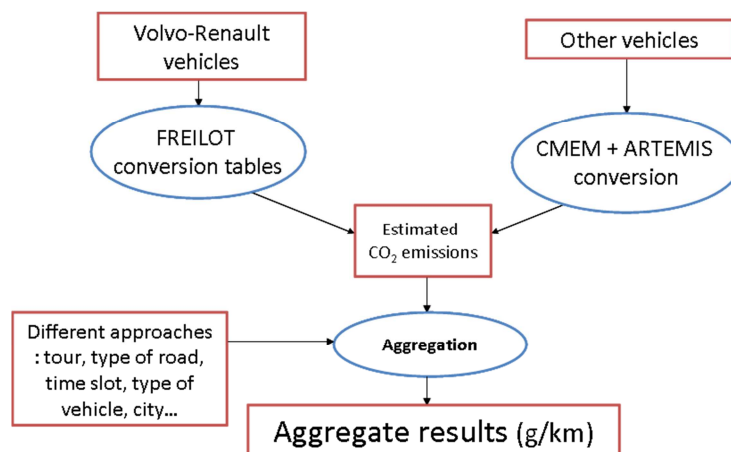 Volvo-Renault
vehicles
Other vehicles
FREILOT
conversion tables
CMEM + ARTEMIS
conversion
Estimated
CO₂ emissions
Different approaches
: tour, type of road,
time slot, type of
vehicle, city...
Aggregation
Aggregate results (g/km)